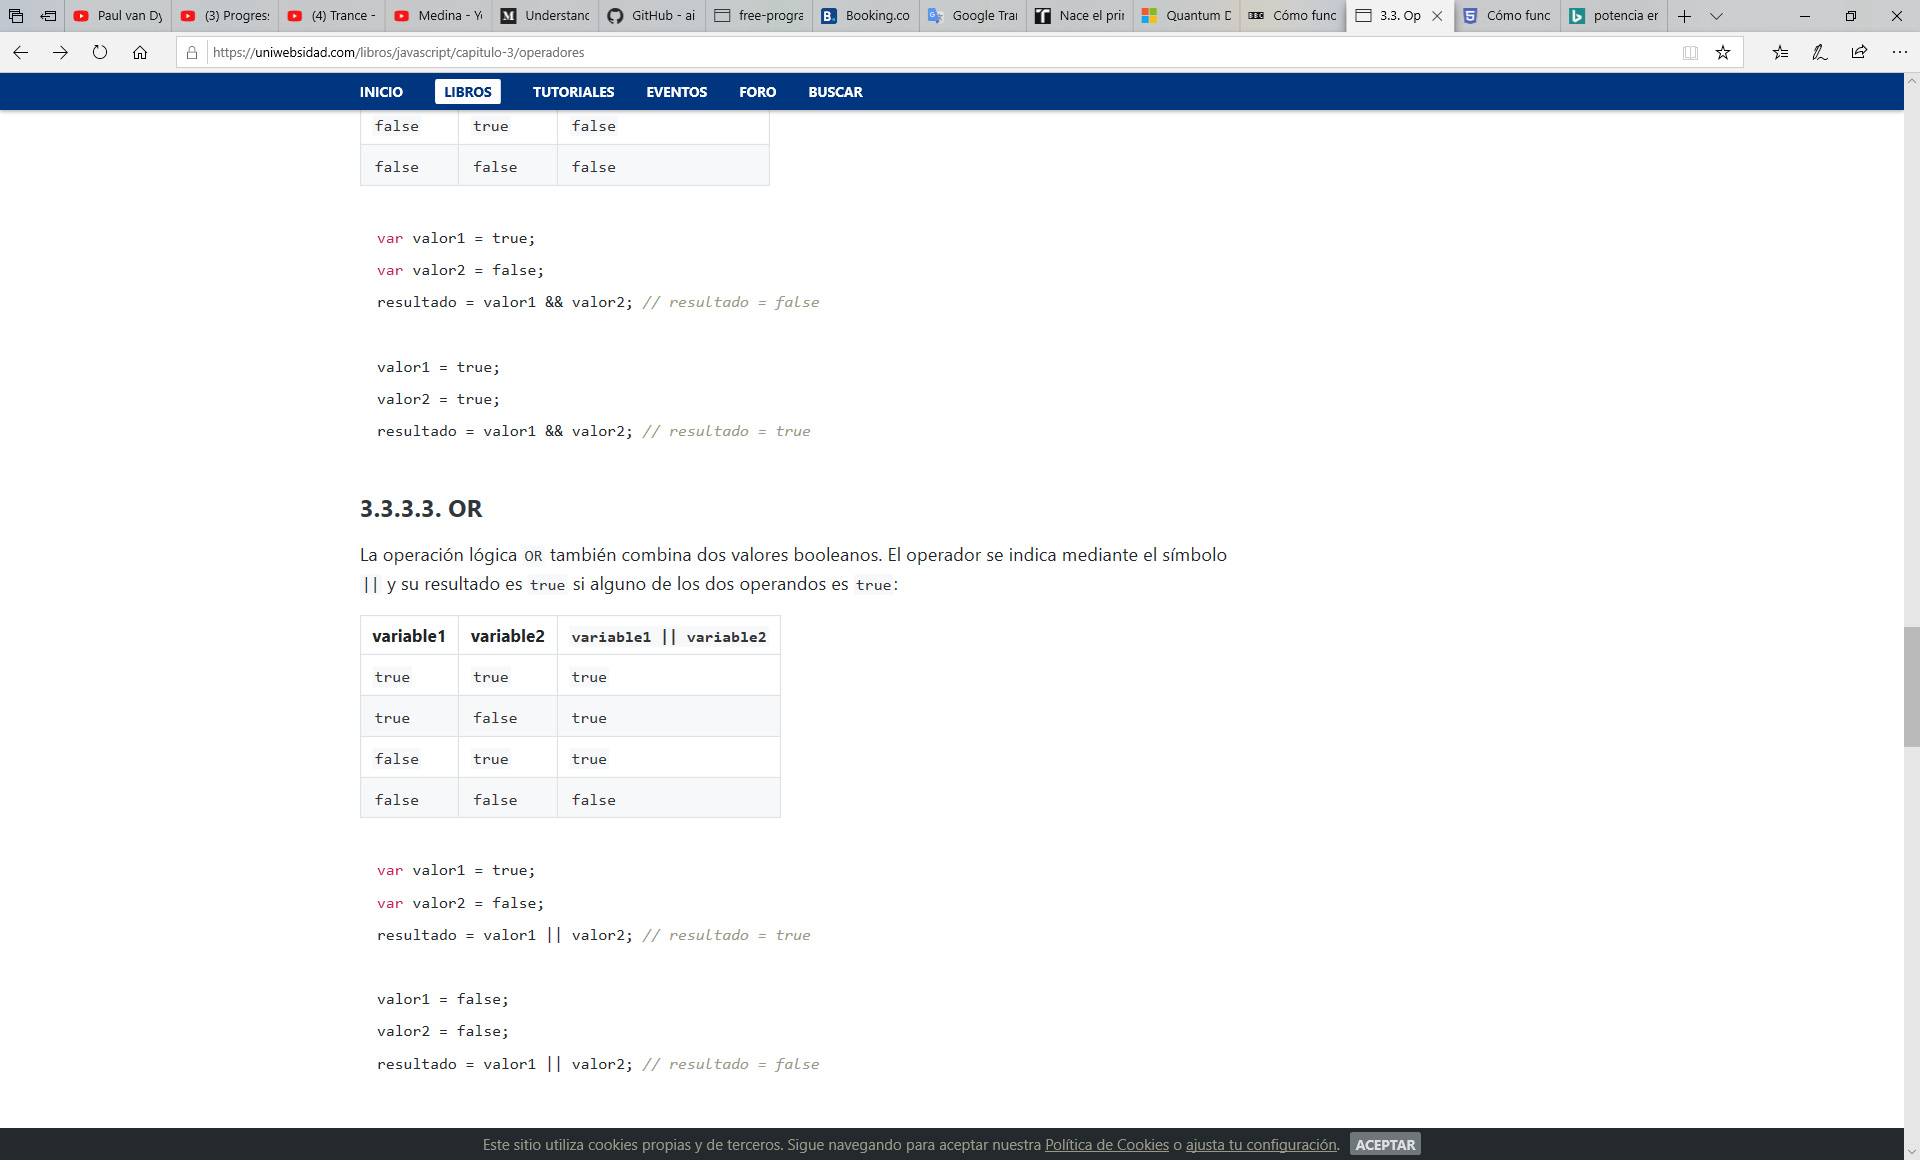 Paul van Dy
(3) Progres
(4) Trance -
Medina - Y
Understand
GitHub - ai
free-progra
Booking.co
Google Tra
Nace el pri
Quantum D
Cómo func
3.3. Op
Cómo func
potencia er
https://uniwebsidad.com/libros/javascript/capitulo-3/operadores
INICIO LIBROS TUTORIALES EVENTOS FORO BUSCAR
false true false
false false false
var valor1 = true;
var valor2 = false;
resultado = valor1 && valor2; // resultado = false
valor1 = true;
valor2 = true;
resultado = valor1 && valor2; // resultado = true
3.3.3.3. OR
La operación lógica OR también combina dos valores booleanos. El operador se indica mediante el símbolo
|| y su resultado es true si alguno de los dos operandos es true:
variable1 variable2 variable1 || variable2
true true true
true false true
false true true
false false false
var valor1 = true;
var valor2 = false;
resultado = valor1 || valor2; // resultado = true
valor1 = false;
valor2 = false;
resultado = valor1 || valor2; // resultado = false
Este sitio utiliza cookies propias y de terceros. Sigue navegando para aceptar nuestra Política de Cookies o ajusta tu configuración. ACEPTAR